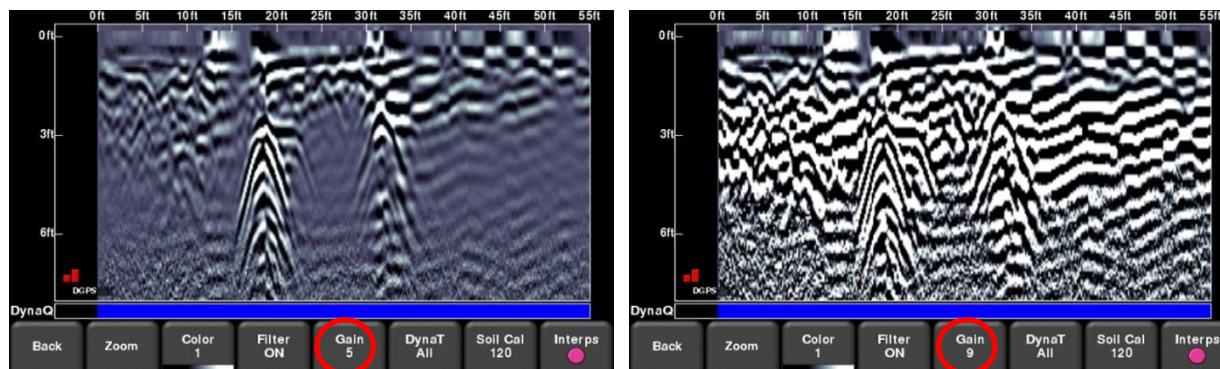 0ft 5ft 10ft 15ft 20ft 25ft 30ft 35ft 40ft 45ft 50ft 55ft
0ft
3ft
6ft
DGPS
DynaQ
Back Zoom Color Filter Gain DynaT Soil Cal Interps
1 ON 5 All 120
0ft 5ft 10ft 15ft 20ft 25ft 30ft 35ft 40ft 45ft 50ft 55ft
0ft
3ft
6ft
DGPS
DynaQ
Back Zoom Color Filter Gain DynaT Soil Cal Interps
1 ON 9 All 120